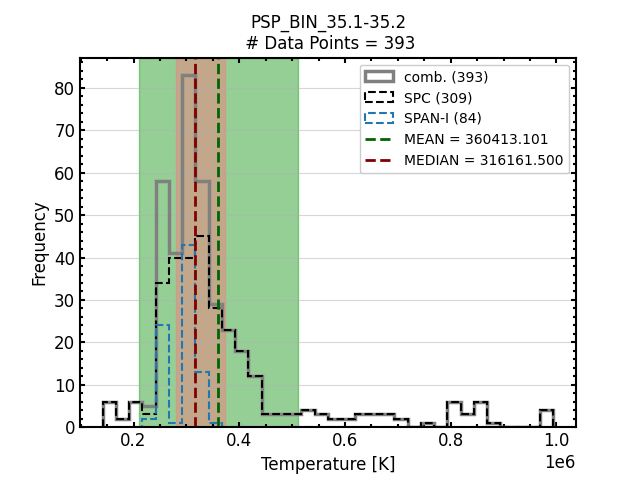 PSP_BIN_35.1-35.2
# Data Points = 393
comb. (393)
SPC (309)
SPAN-I (84)
MEAN = 360413.101
MEDIAN = 316161.500
Frequency
80
70
60
50
40
30
20
10
0
0.2 0.4 0.6 0.8 1.0
1e6
Temperature [K]